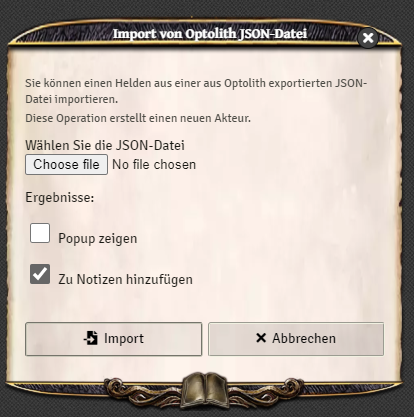 Import von Optolith JSON-Datei
Sie können einen Helden aus einer aus Optolith exportierten JSON-
Datei importieren.
Diese Operation erstellt einen neuen Akteur.
Wählen Sie die JSON-Datei
Choose file No file chosen
Ergebnisse:
Popup zeigen
Zu Notizen hinzufügen
Import
Abbrechen